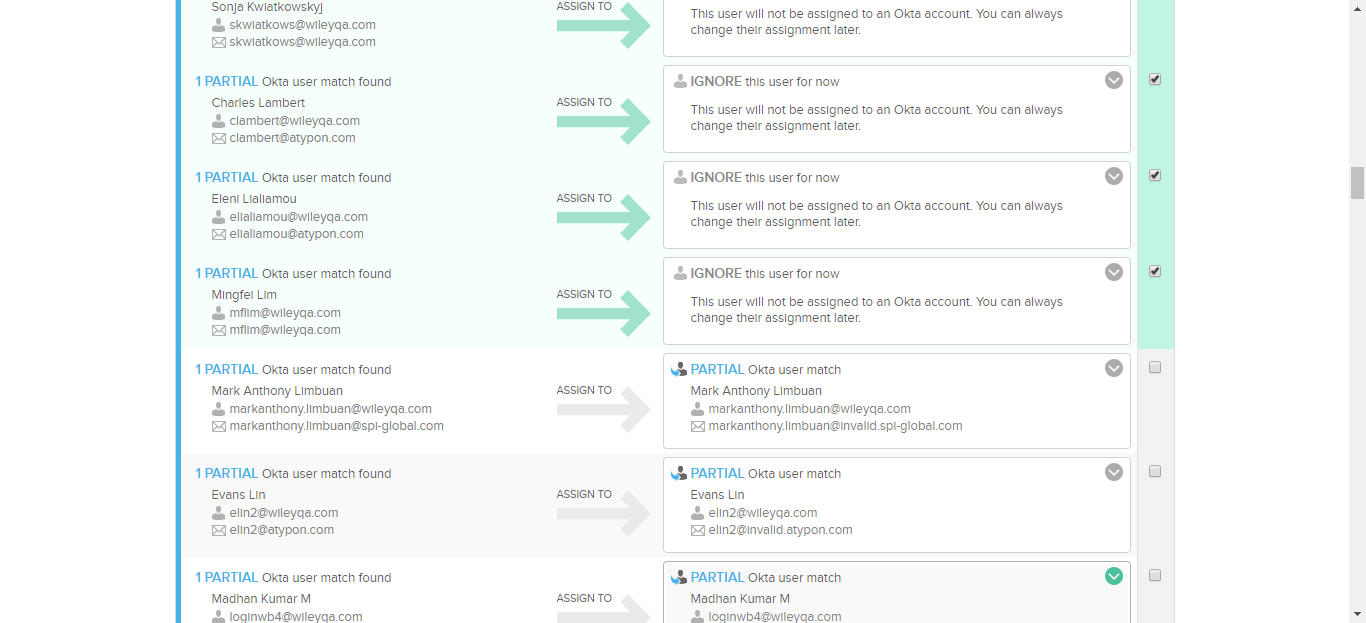 Sonja Kwiatkowskyj
skwiatkows@wileyqa.com
skwiatkows@wileyqa.com
ASSIGN TO
This user will not be assigned to an Okta account. You can always
change their assignment later.
1 PARTIAL Okta user match found
Charles Lambert
clambert@wileyqa.com
clambert@atypon.com
ASSIGN TO
IGNORE this user for now
This user will not be assigned to an Okta account. You can always
change their assignment later.
1 PARTIAL Okta user match found
Eleni Lialiamou
elialiamou@wileyqa.com
elialiamou@atypon.com
ASSIGN TO
IGNORE this user for now
This user will not be assigned to an Okta account. You can always
change their assignment later.
1 PARTIAL Okta user match found
Mingfei Lim
mflim@wileyqa.com
mflim@wileyqa.com
ASSIGN TO
IGNORE this user for now
This user will not be assigned to an Okta account. You can always
change their assignment later.
1 PARTIAL Okta user match found
Mark Anthony Limbuan
markanthony.limbuan@wileyqa.com
markanthony.limbuan@spi-global.com
ASSIGN TO
PARTIAL Okta user match
Mark Anthony Limbuan
markanthony.limbuan@wileyqa.com
markanthony.limbuan@invalid.spi-global.com
1 PARTIAL Okta user match found
Evans Lin
elin2@wileyqa.com
elin2@atypon.com
ASSIGN TO
PARTIAL Okta user match
Evans Lin
elin2@wileyqa.com
elin2@invalid.atypon.com
1 PARTIAL Okta user match found
Madhan Kumar M
loginwb4@wileyqa.com
ASSIGN TO
PARTIAL Okta user match
Madhan Kumar M
loginwb4@wileyqa.com